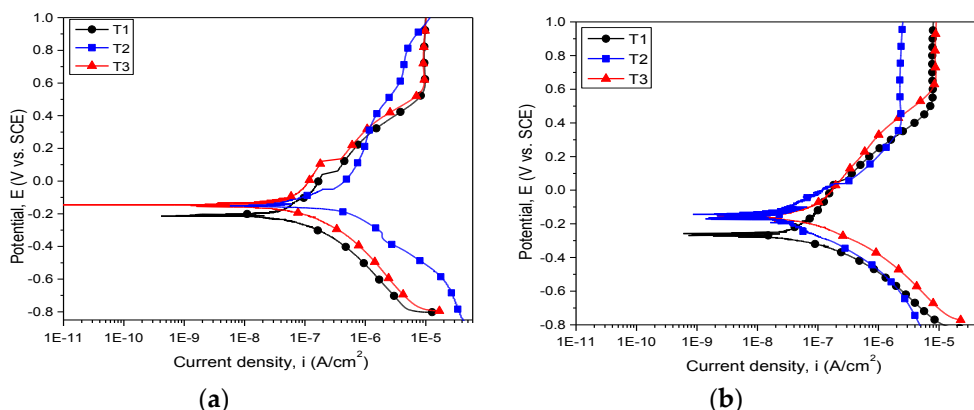 T1
T2
T3
Potential, E (V vs. SCE)
1.0
0.8
0.6
0.4
0.2
0.0
-0.2
-0.4
-0.6
-0.8
1E-11 1E-10 1E-9 1E-8 1E-7 1E-6 1E-5
Current density, i (A/cm²)
(a)
T1
T2
T3
Potential, E (V vs. SCE)
1.0
0.8
0.6
0.4
0.2
0.0
-0.2
-0.4
-0.6
-0.8
1E-11 1E-10 1E-9 1E-8 1E-7 1E-6 1E-5
Current density, i (A/cm²)
(b)